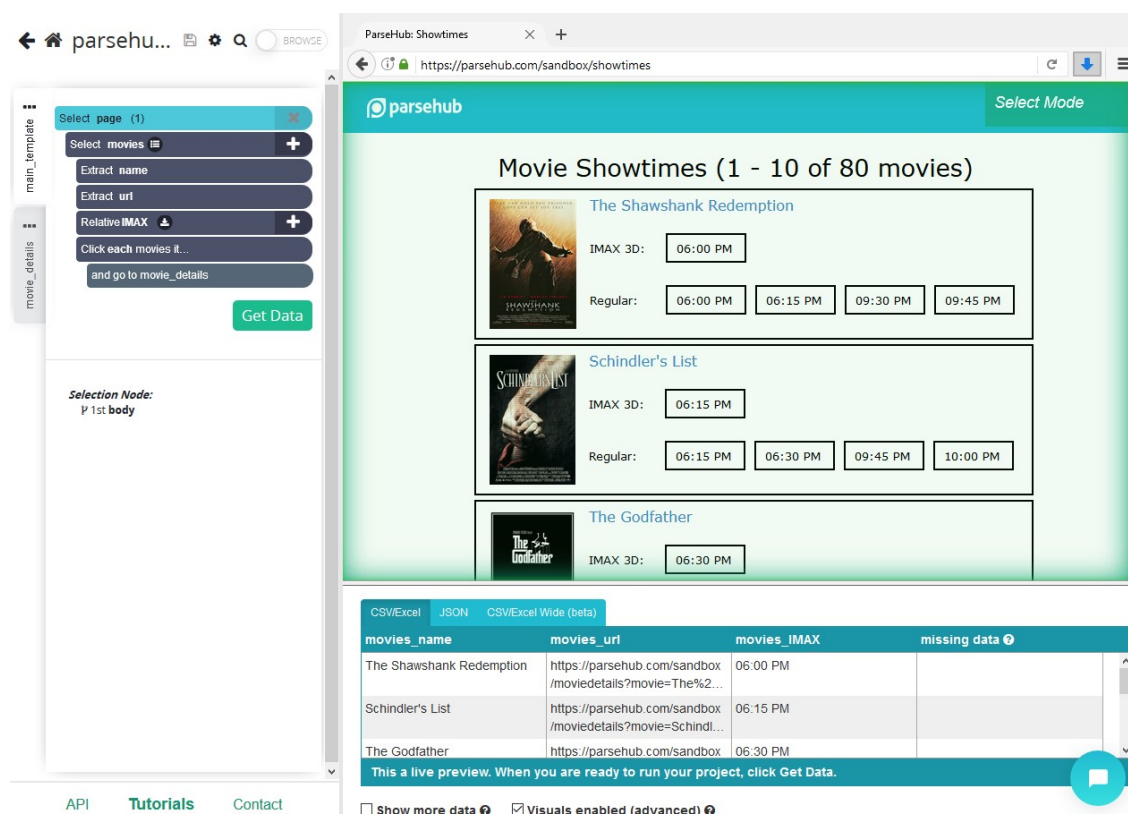 parsehu...
BROWSE
main_template
movie_details
Select page (1)
Select movies
Extract name
Extract url
Relative IMAX
Click each movies it...
and go to movie_details
Get Data
Selection Node:
1st body
API Tutorials Contact
ParseHub: Showtimes
https://parsehub.com/sandbox/showtimes
parsehub
Select Mode
Movie Showtimes (1 - 10 of 80 movies)
The Shawshank Redemption
IMAX 3D: 06:00 PM
Regular: 06:00 PM 06:15 PM 09:30 PM 09:45 PM
SHAWSHANK
REDEMPTION
Schindler's List
SCHINDLER'S LIST
IMAX 3D: 06:15 PM
Regular: 06:15 PM 06:30 PM 09:45 PM 10:00 PM
The Godfather
The
Godfather
IMAX 3D: 06:30 PM
CSV/Excel JSON CSV/Excel Wide (beta)
movies_name movies_url movies_IMAX missing data
The Shawshank Redemption https://parsehub.com/sandbox 06:00 PM
/moviedetails?movie=The%2...
Schindler's List https://parsehub.com/sandbox 06:15 PM
/moviedetails?movie=Schindl...
The Godfather https://parsehub.com/sandbox 06:30 PM
This a live preview. When you are ready to run your project, click Get Data.
Show more data Visuals enabled (advanced)